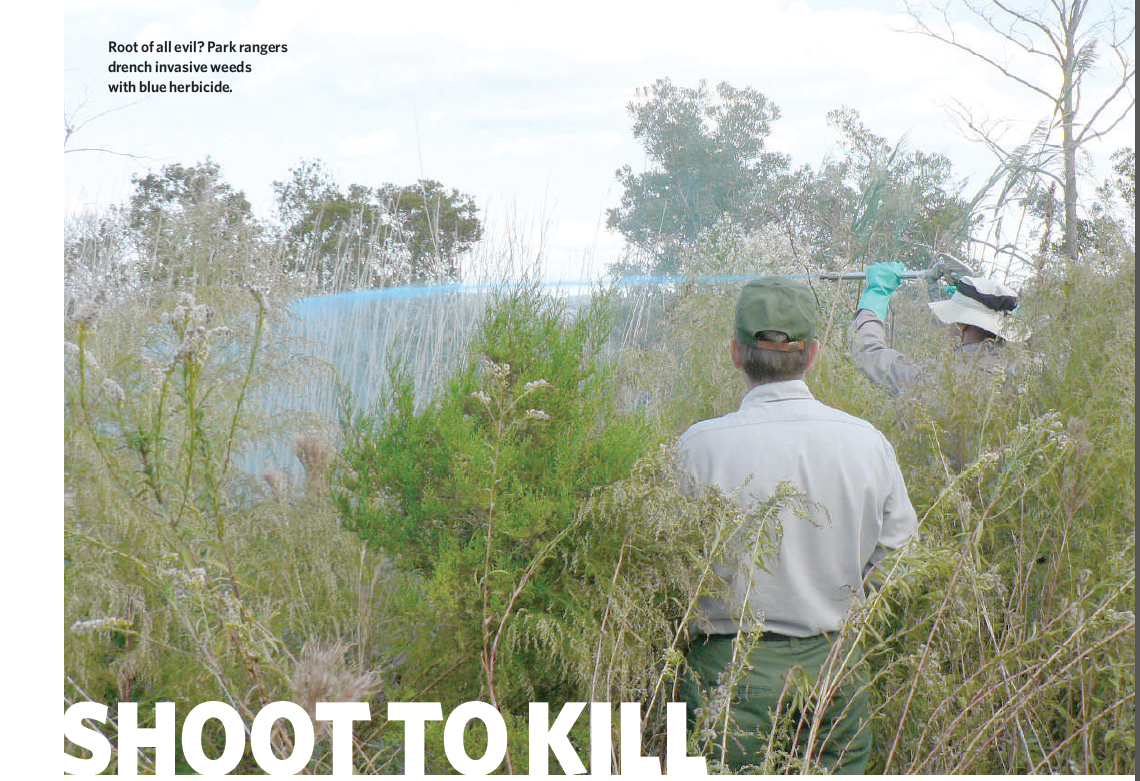 Root of all evil? Park rangers
drench invasive weeds
with blue herbicide.
SHOOT TO KILL